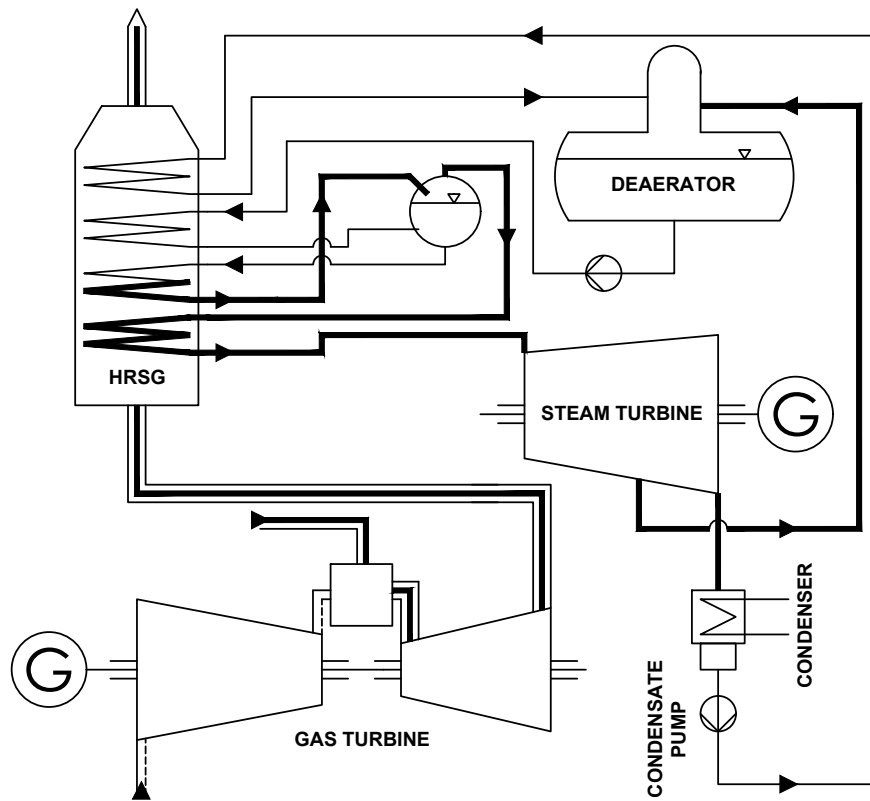 DEAERATOR
HRSG
STEAM TURBINE
G
CONDENSER
G
GAS TURBINE
CONDENSATE
PUMP